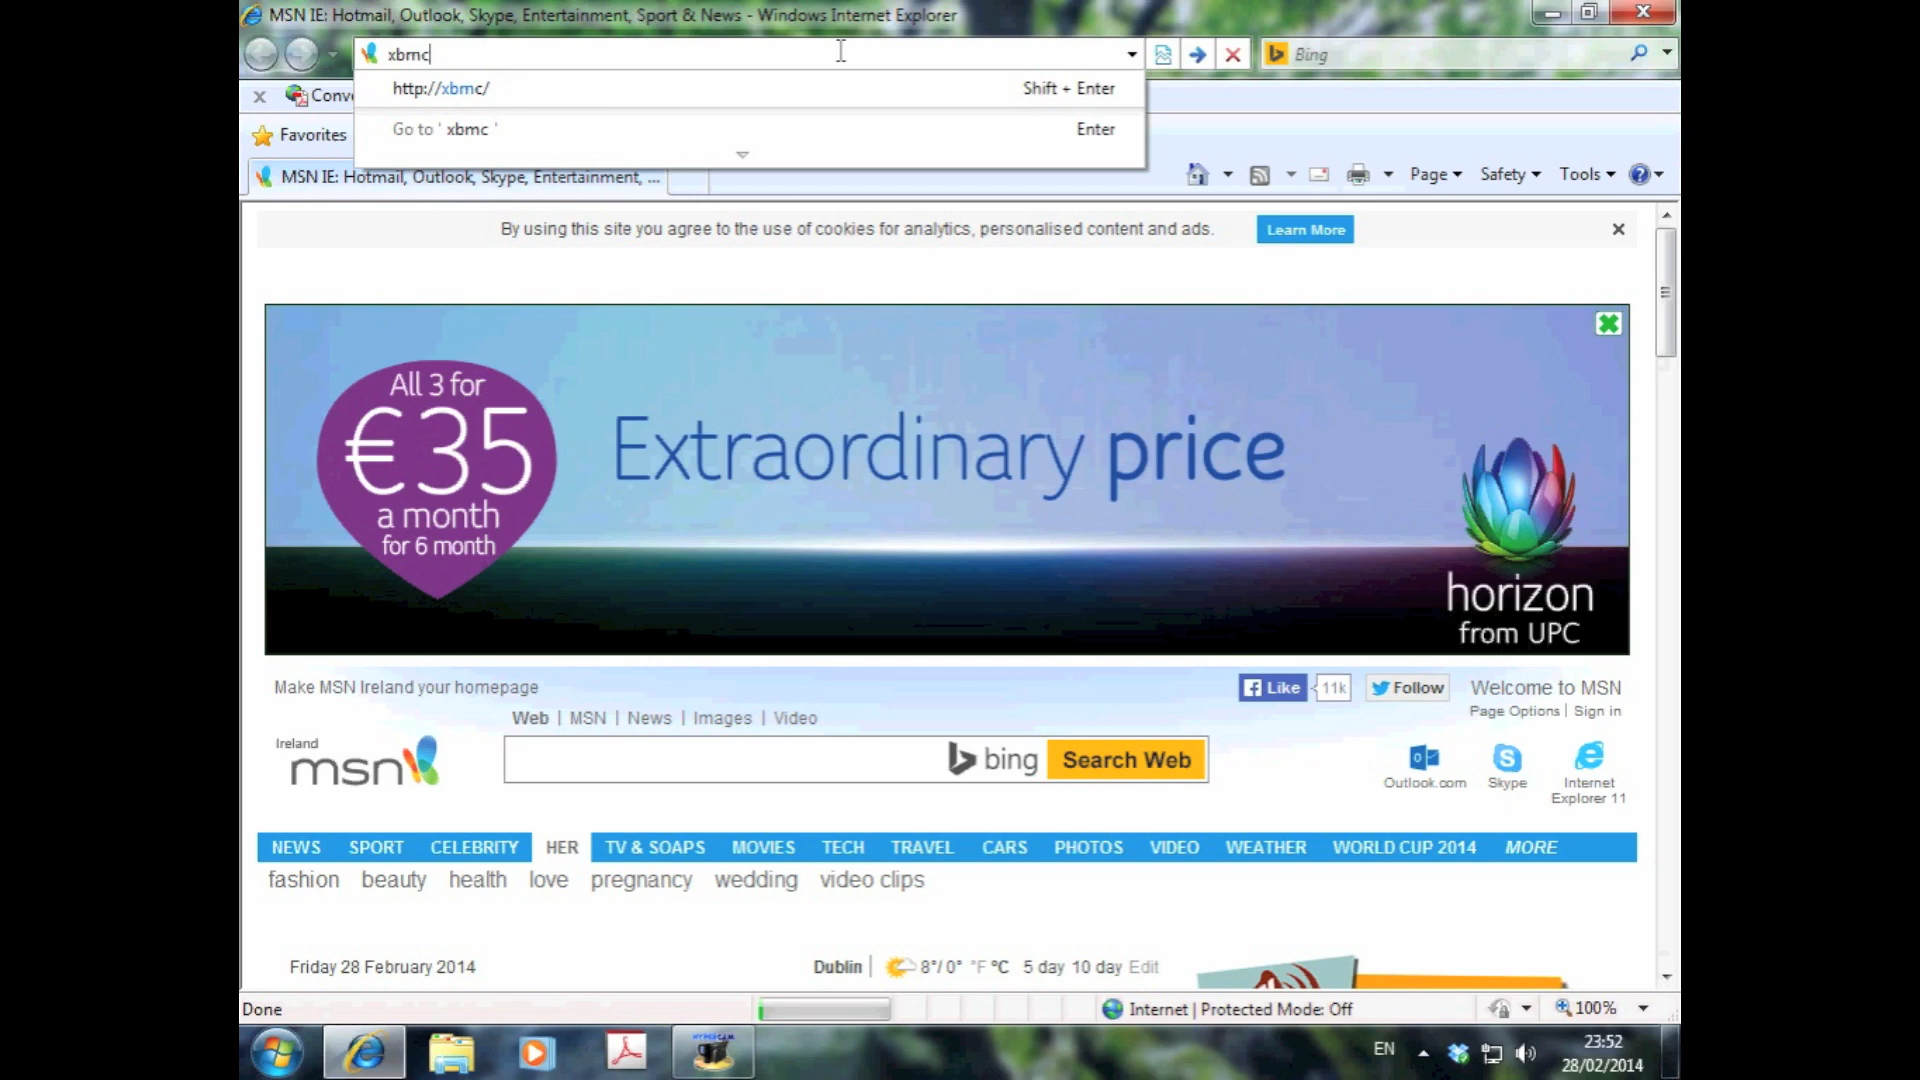 MSN IE: Hotmail, Outlook, Skype, Entertainment, Sport & News - Windows Internet Explorer
xbmc
Bing
http://xbmc/ Shift + Enter
Go to ' xbmc ' Enter
x Conv
Favorites
MSN IE: Hotmail, Outlook, Skype, Entertainment, ...
Page Safety Tools
By using this site you agree to the use of cookies for analytics, personalised content and ads. Learn More
All 3 for
€35
a month
for 6 month
Extraordinary price
horizon
from UPC
Make MSN Ireland your homepage
Like 11k Follow Welcome to MSN
Page Options | Sign in
Web | MSN | News | Images | Video
Ireland
msn
bing Search Web
Outlook.com Skype Internet
Explorer 11
NEWS SPORT CELEBRITY HER TV & SOAPS MOVIES TECH TRAVEL CARS PHOTOS VIDEO WEATHER WORLD CUP 2014 MORE
fashion beauty health love pregnancy wedding video clips
Friday 28 February 2014
Dublin | 8°/0° °F °C 5 day 10 day Edit
Done
Internet | Protected Mode: Off
100%
HYPERCAM
EN
23:52
28/02/2014